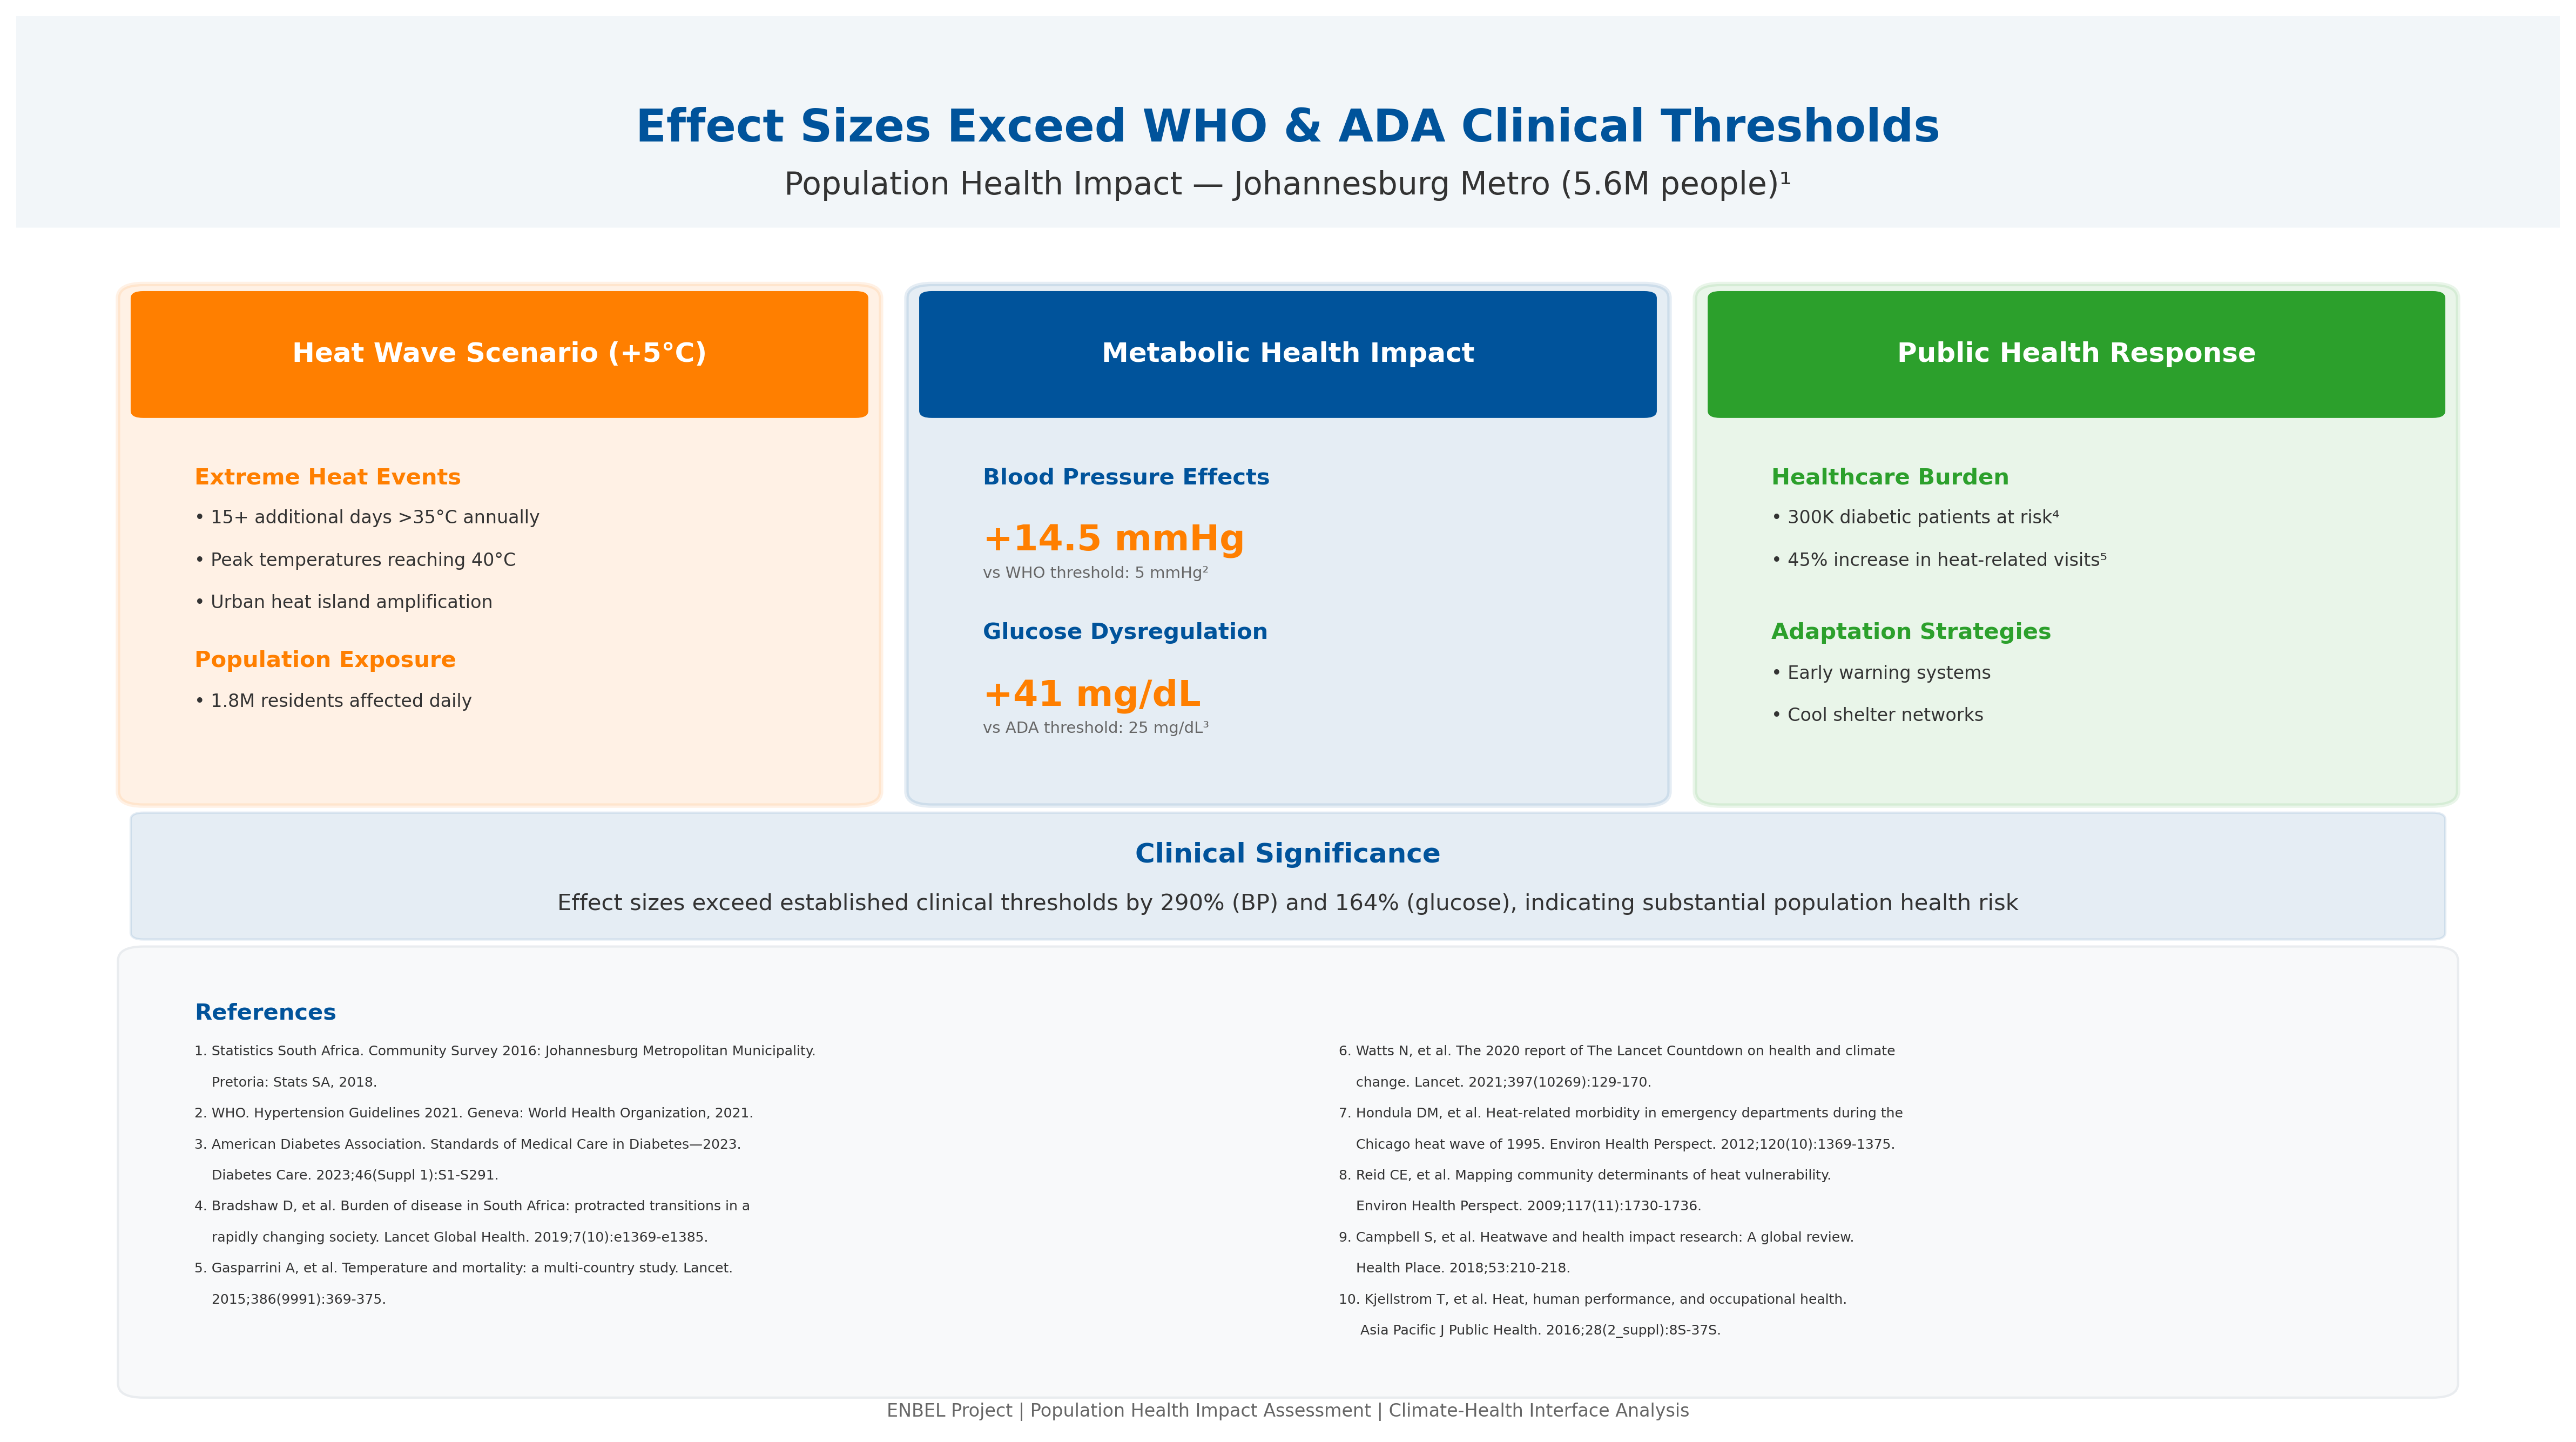 Effect Sizes Exceed WHO & ADA Clinical Thresholds
Population Health Impact — Johannesburg Metro (5.6M people)¹
Heat Wave Scenario (+5°C)
Extreme Heat Events
• 15+ additional days >35°C annually
• Peak temperatures reaching 40°C
• Urban heat island amplification
Population Exposure
• 1.8M residents affected daily
Metabolic Health Impact
Blood Pressure Effects
+14.5 mmHg
vs WHO threshold: 5 mmHg²
Glucose Dysregulation
+41 mg/dL
vs ADA threshold: 25 mg/dL³
Public Health Response
Healthcare Burden
• 300K diabetic patients at risk⁴
• 45% increase in heat-related visits⁵
Adaptation Strategies
• Early warning systems
• Cool shelter networks
Clinical Significance
Effect sizes exceed established clinical thresholds by 290% (BP) and 164% (glucose), indicating substantial population health risk
References
1. Statistics South Africa. Community Survey 2016: Johannesburg Metropolitan Municipality.
Pretoria: Stats SA, 2018.
2. WHO. Hypertension Guidelines 2021. Geneva: World Health Organization, 2021.
3. American Diabetes Association. Standards of Medical Care in Diabetes—2023.
Diabetes Care. 2023;46(Suppl 1):S1-S291.
4. Bradshaw D, et al. Burden of disease in South Africa: protracted transitions in a
rapidly changing society. Lancet Global Health. 2019;7(10):e1369-e1385.
5. Gasparrini A, et al. Temperature and mortality: a multi-country study. Lancet.
2015;386(9991):369-375.
6. Watts N, et al. The 2020 report of The Lancet Countdown on health and climate
change. Lancet. 2021;397(10269):129-170.
7. Hondula DM, et al. Heat-related morbidity in emergency departments during the
Chicago heat wave of 1995. Environ Health Perspect. 2012;120(10):1369-1375.
8. Reid CE, et al. Mapping community determinants of heat vulnerability.
Environ Health Perspect. 2009;117(11):1730-1736.
9. Campbell S, et al. Heatwave and health impact research: A global review.
Health Place. 2018;53:210-218.
10. Kjellstrom T, et al. Heat, human performance, and occupational health.
Asia Pacific J Public Health. 2016;28(2_suppl):8S-37S.
ENBEL Project | Population Health Impact Assessment | Climate-Health Interface Analysis